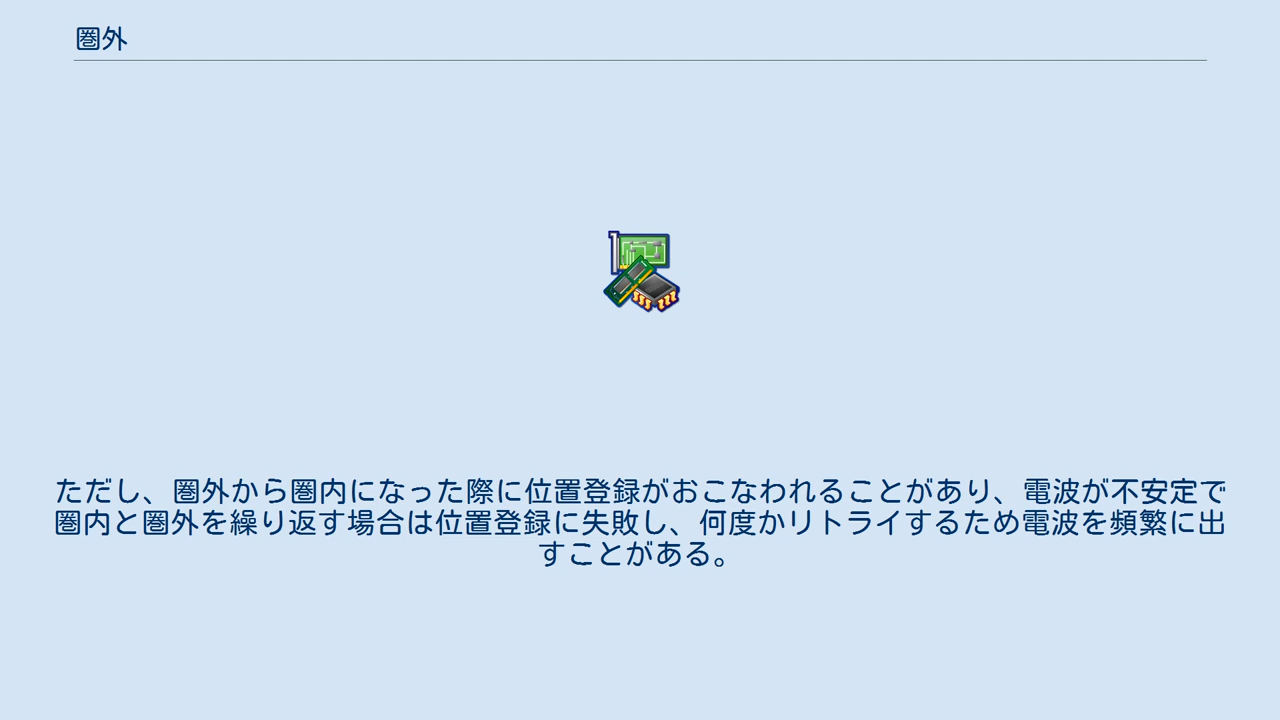 圏外
ただし、圏外から圏内になった際に位置登録がおこなわれることがあり、電波が不安定で
圏内と圏外を繰り返す場合は位置登録に失敗し、何度かリトライするため電波を頻繁に出
すことがある。